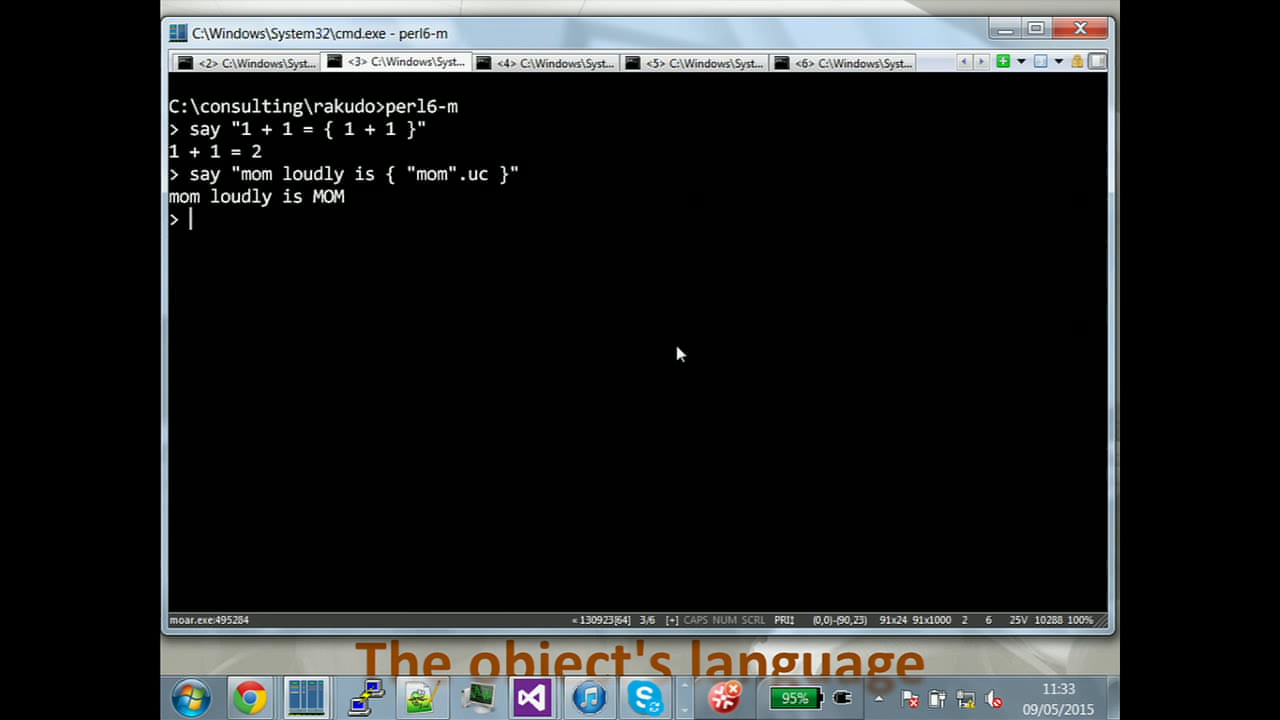 C:\Windows\System32\cmd.exe - perl6-m
<2> C:\Windows\Syst...
<3> C:\Windows\Syst...
<4> C:\Windows\Syst...
<5> C:\Windows\Syst...
<6> C:\Windows\Syst...
C:\consulting\rakudo>perl6-m
> say "1 + 1 = { 1 + 1 }"
1 + 1 = 2
> say "mom loudly is { "mom".uc }"
mom loudly is MOM
>
moar.exe:495284
« 130923[64] 3/6 [+] CAPS NUM SCRL PRI↕ (0,0)-(90,23) 91x24 91x1000 2 6 25V 10288 100%
The object's language
95%
11:33
09/05/2015